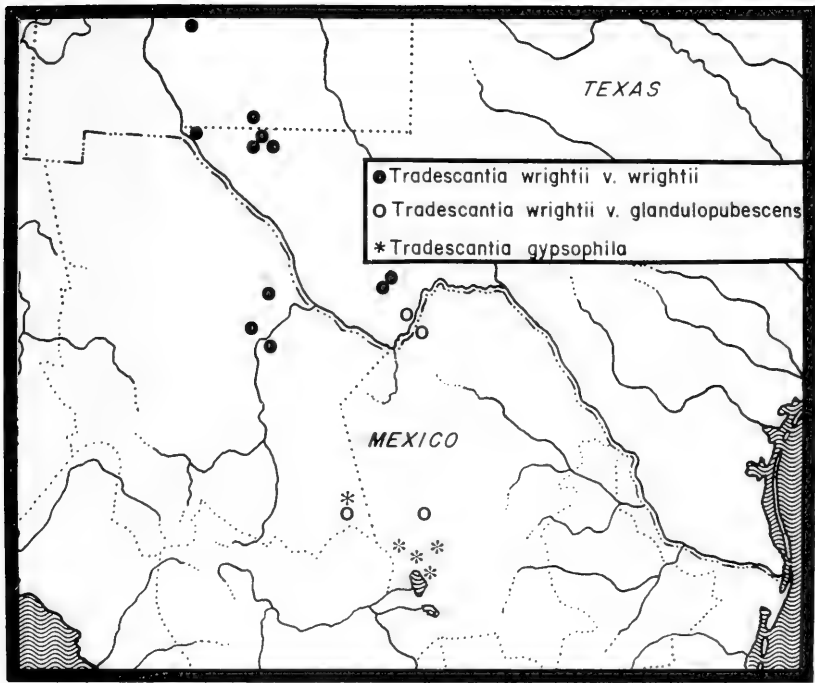 TEXAS
● Tradescantia wrightii v. wrightii
○ Tradescantia wrightii v. glandulopubescens
* Tradescantia gypsophila
MEXICO